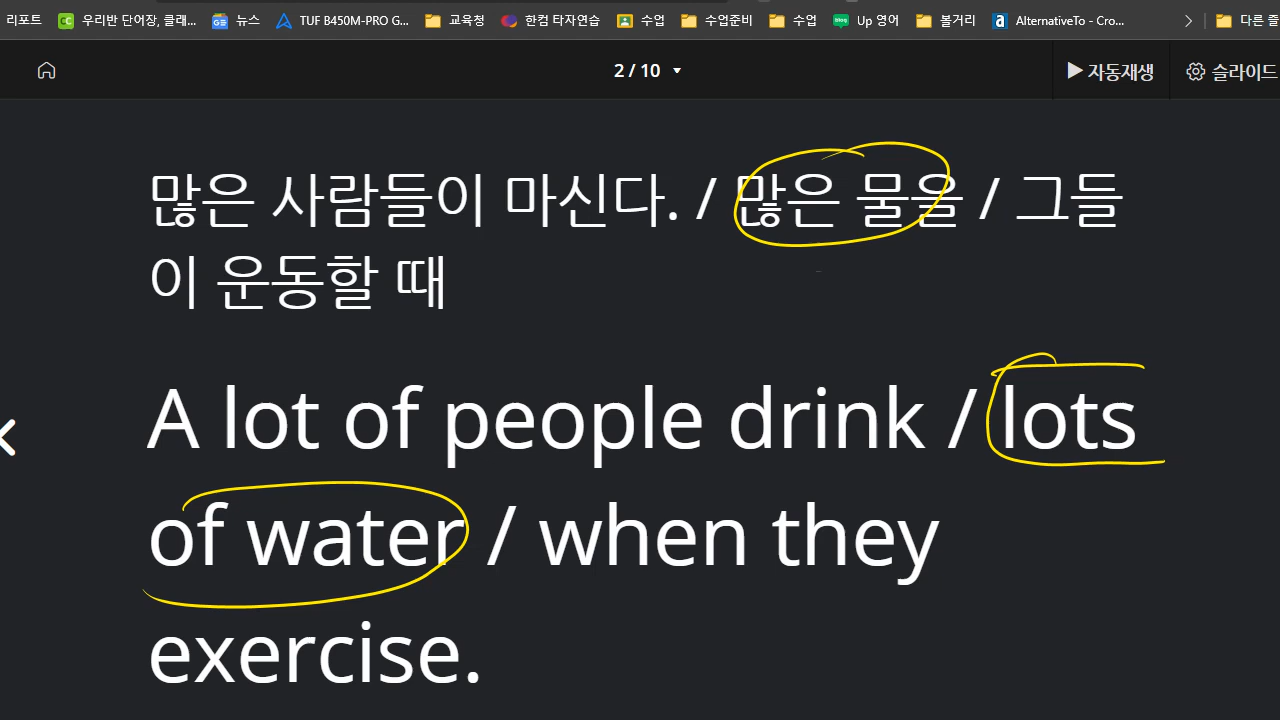 리포트 우리반 단어장, 클래... 뉴스 TUF B450M-PRO G... 교육청 한컴 타자연습 수업 수업준비 수업 Up 영어 볼거리 AlternativeTo - Cro... 다른 즐
2 / 10 자동재생 슬라이드
많은 사람들이 마신다. / 많은 물을 / 그들
이 운동할 때
A lot of people drink / lots
of water / when they
exercise.